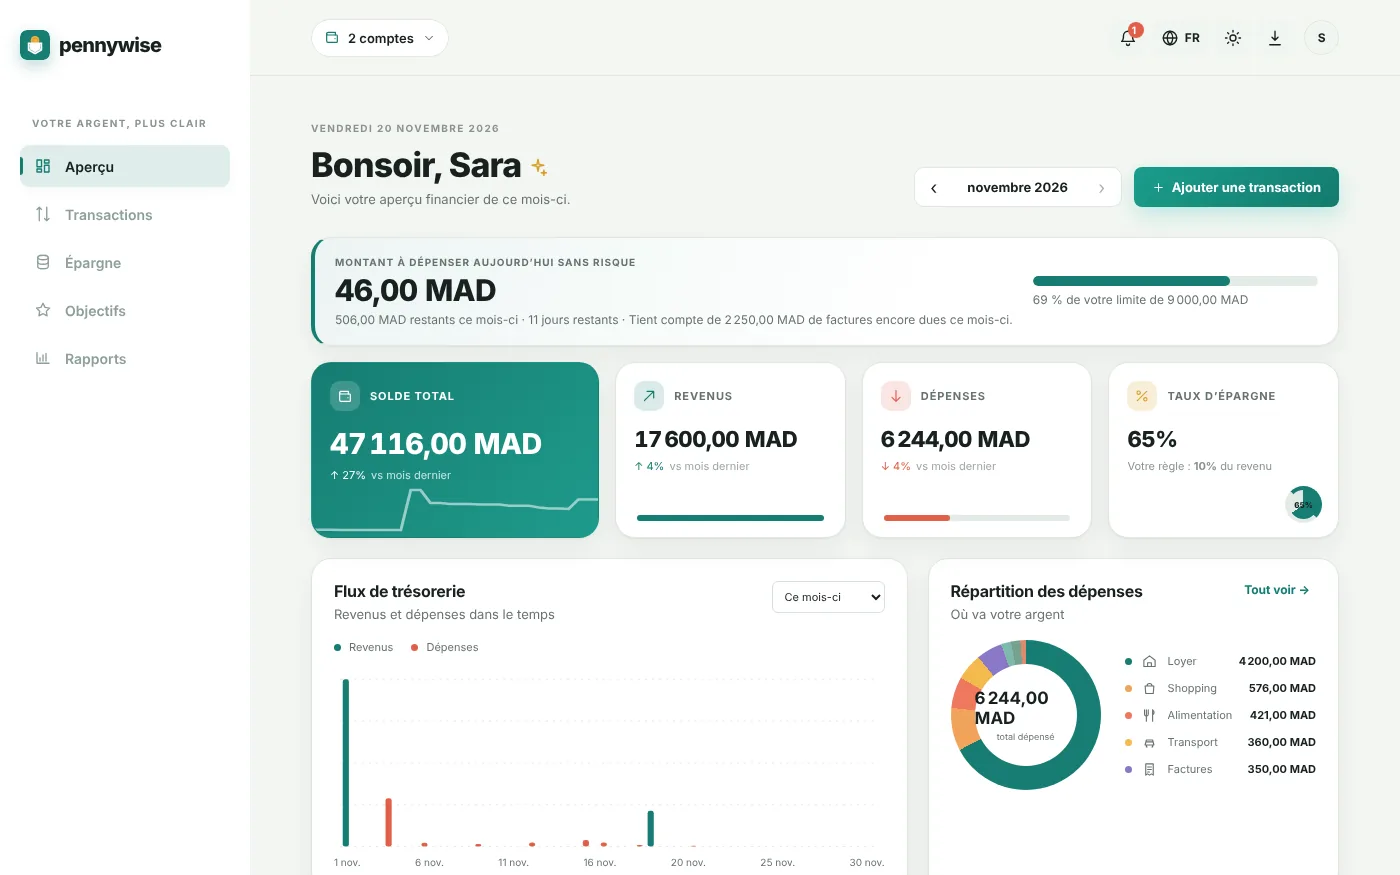 pennywise
2 comptes
1
FR
S
VOTRE ARGENT, PLUS CLAIR
Aperçu
Transactions
Épargne
Objectifs
Rapports
VENDREDI 20 NOVEMBRE 2026
Bonsoir, Sara
Voici votre aperçu financier de ce mois-ci.
novembre 2026
+ Ajouter une transaction
MONTANT À DÉPENSER AUJOURD'HUI SANS RISQUE
46,00 MAD
506,00 MAD restants ce mois-ci · 11 jours restants · Tient compte de 2 250,00 MAD de factures encore dues ce mois-ci.
69 % de votre limite de 9 000,00 MAD
SOLDE TOTAL
47 116,00 MAD
↑ 27% vs mois dernier
REVENUS
17 600,00 MAD
↑ 4% vs mois dernier
DÉPENSES
6 244,00 MAD
↓ 4% vs mois dernier
TAUX D'ÉPARGNE
65%
Votre règle : 10% du revenu
65%
Flux de trésorerie
Revenus et dépenses dans le temps
Ce mois-ci
Revenus
Dépenses
1 nov.
6 nov.
11 nov.
16 nov.
20 nov.
25 nov.
30 nov.
Répartition des dépenses
Tout voir →
Où va votre argent
6 244,00
MAD
total dépensé
Loyer 4 200,00 MAD
Shopping 576,00 MAD
Alimentation 421,00 MAD
Transport 360,00 MAD
Factures 350,00 MAD